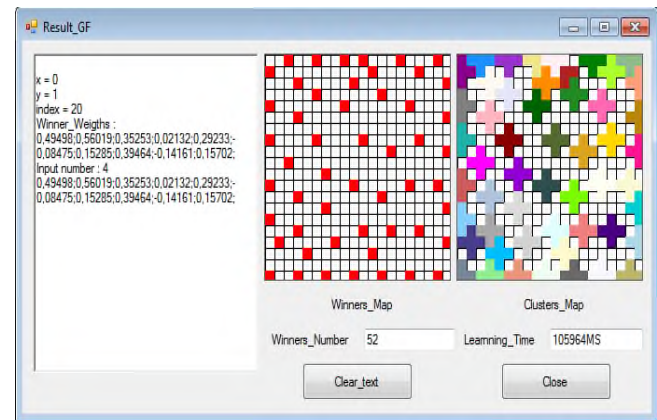 Result_GF
x = 0
y = 1
index = 20
Winner_Weigths :
0,49498;0,56019;0,35253;0,02132;0,29233;-
0,08475;0,15285;0,39464;-0,14161;0,15702;
Input number : 4
0,49498;0,56019;0,35253;0,02132;0,29233;-
0,08475;0,15285;0,39464;-0,14161;0,15702;
Winners_Map
Clusters_Map
Winners_Number 52
Learnning_Time 105964MS
Clear_text
Close